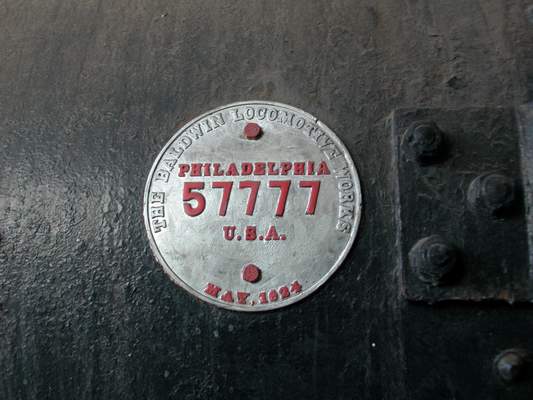 THE BALDWIN LOCOMOTIVE WORKS
PHILADELPHIA
57777
U.S.A.
MAY, 1924